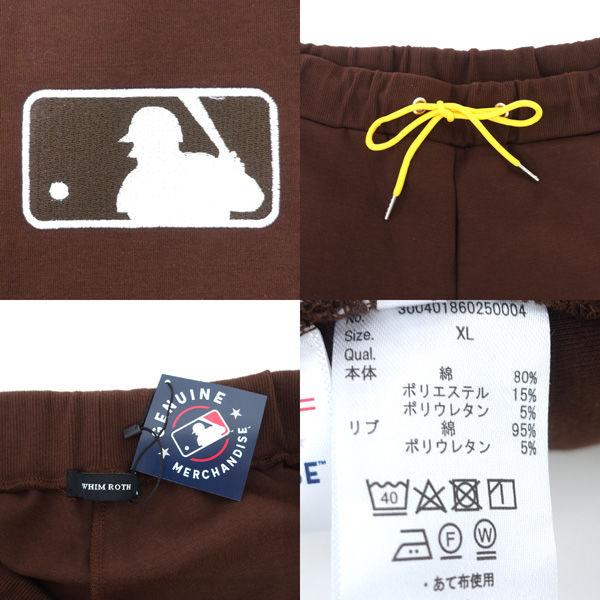 GENUINE
MERCHANDISE
WHIM ROTH
No. 300401860250004
Size. XL
Qual.
本体 綿 80%
ポリエステル 15%
ポリウレタン 5%
リブ 綿 95%
ポリウレタン 5%
40
F W
・あて布使用